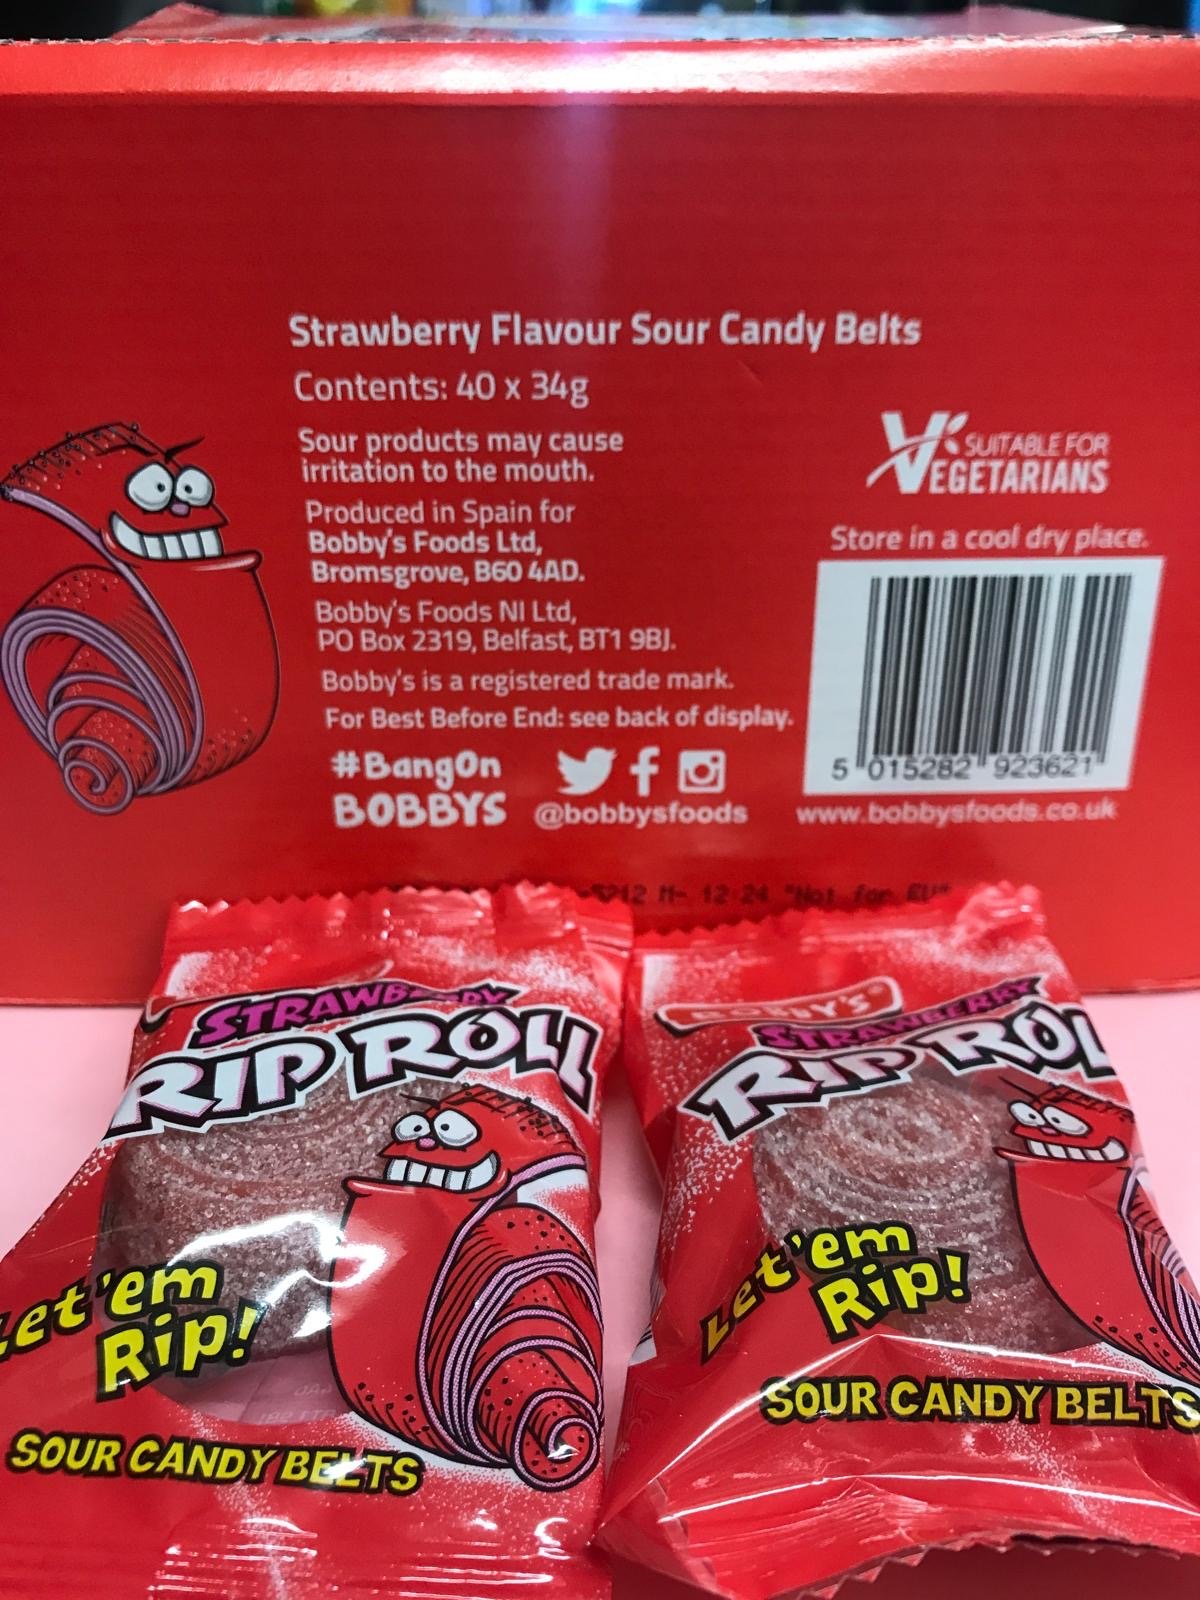 Strawberry Flavour Sour Candy Belts
Contents: 40 x 34g
Sour products may cause
irritation to the mouth.
Produced in Spain for
Bobby's Foods Ltd,
Bromsgrove, B60 4AD.
Bobby's Foods NI Ltd,
PO Box 2319, Belfast, BT1 9BJ.
Bobby's is a registered trade mark.
For Best Before End: see back of display.
#BangOn
BOBBYS
@bobbysfoods
SUITABLE FOR
VEGETARIANS
Store in a cool dry place.
5 015282 923621
www.bobbysfoods.co.uk
12 24 "Not for EU"
STRAWBERRY
RIP ROLL
Let 'em
Rip!
SOUR CANDY BELTS
BOBBY'S
STRAWBERRY
RIP ROL
Let 'em
Rip!
SOUR CANDY BELTS